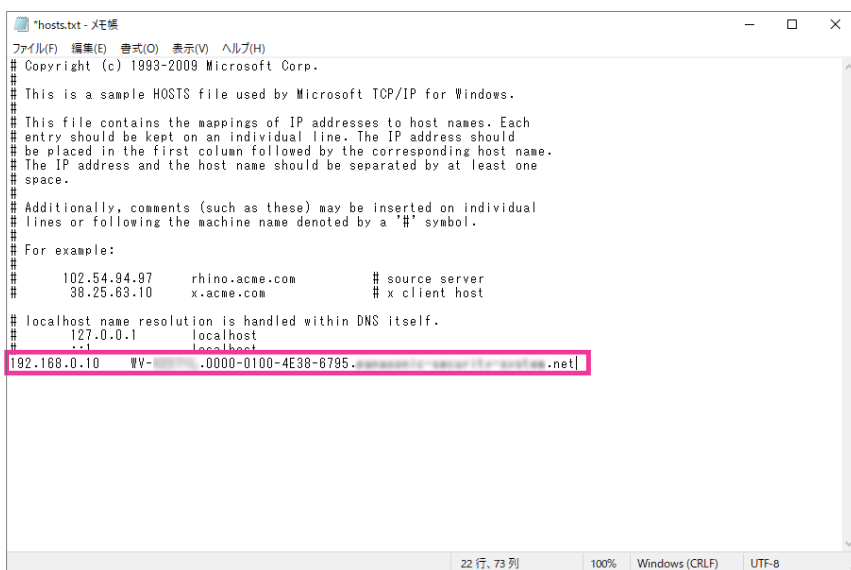 *hosts.txt - メモ帳
ファイル(F) 編集(E) 書式(O) 表示(V) ヘルプ(H)
# Copyright (c) 1993-2009 Microsoft Corp.
#
# This is a sample HOSTS file used by Microsoft TCP/IP for Windows.
#
# This file contains the mappings of IP addresses to host names. Each
# entry should be kept on an individual line. The IP address should
# be placed in the first column followed by the corresponding host name.
# The IP address and the host name should be separated by at least one
# space.
#
# Additionally, comments (such as these) may be inserted on individual
# lines or following the machine name denoted by a '#' symbol.
#
# For example:
#
# 102.54.94.97 rhino.acme.com # source server
# 38.25.63.10 x.acme.com # x client host
# localhost name resolution is handled within DNS itself.
# 127.0.0.1 localhost
# ::1 localhost
192.168.0.10 WV- .0000-0100-4E38-6795. .net
22 行、73 列 100% Windows (CRLF) UTF-8